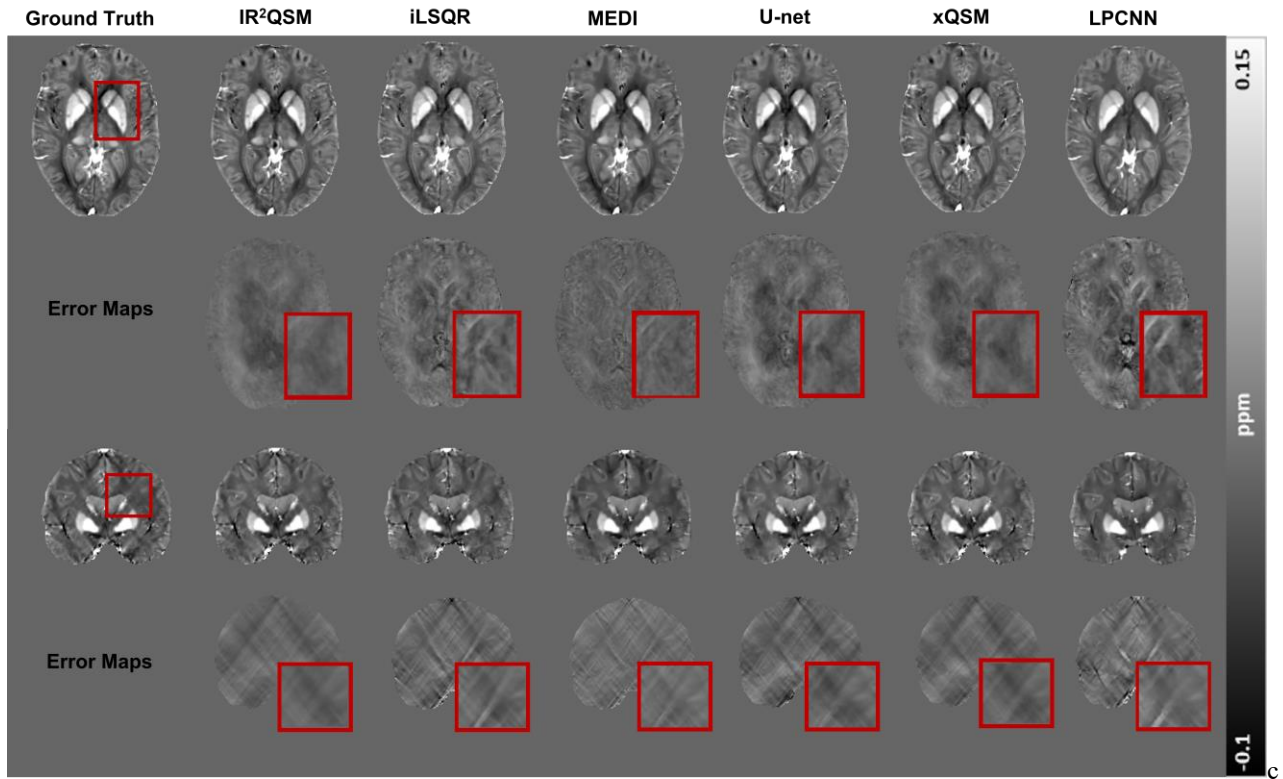 Ground Truth IR²QSM iLSQR MEDI U-net xQSM LPCNN
0.15
Error Maps
ppm
Error Maps
-0.1
c